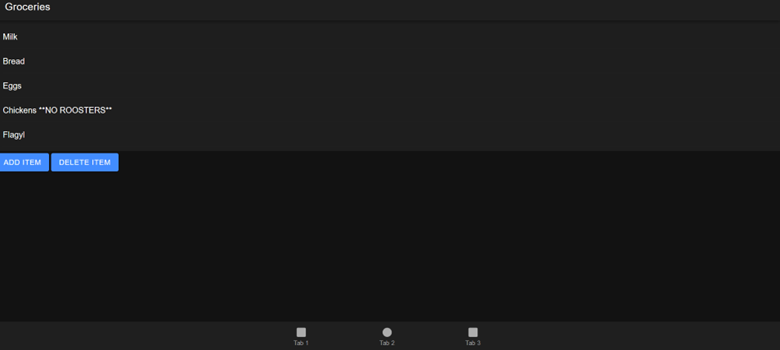 Groceries
Milk
Bread
Eggs
Chickens **NO ROOSTERS**
Flagyl
ADD ITEM DELETE ITEM
Tab 1 Tab 2 Tab 3